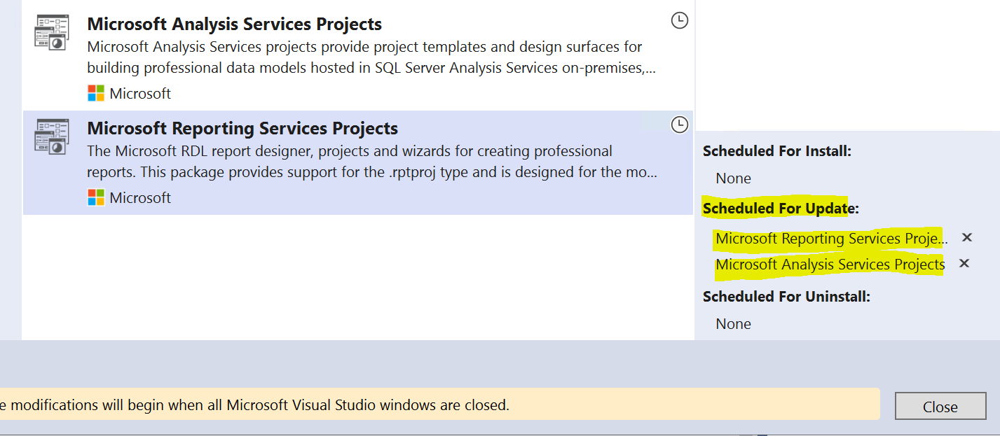 Microsoft Analysis Services Projects
Microsoft Analysis Services projects provide project templates and design surfaces for
building professional data models hosted in SQL Server Analysis Services on-premises,...
Microsoft
Microsoft Reporting Services Projects
The Microsoft RDL report designer, projects and wizards for creating professional
reports. This package provides support for the .rptproj type and is designed for the mo...
Microsoft
Scheduled For Install:
None
Scheduled For Update:
Microsoft Reporting Services Proje...
Microsoft Analysis Services Projects
Scheduled For Uninstall:
None
e modifications will begin when all Microsoft Visual Studio windows are closed.
Close